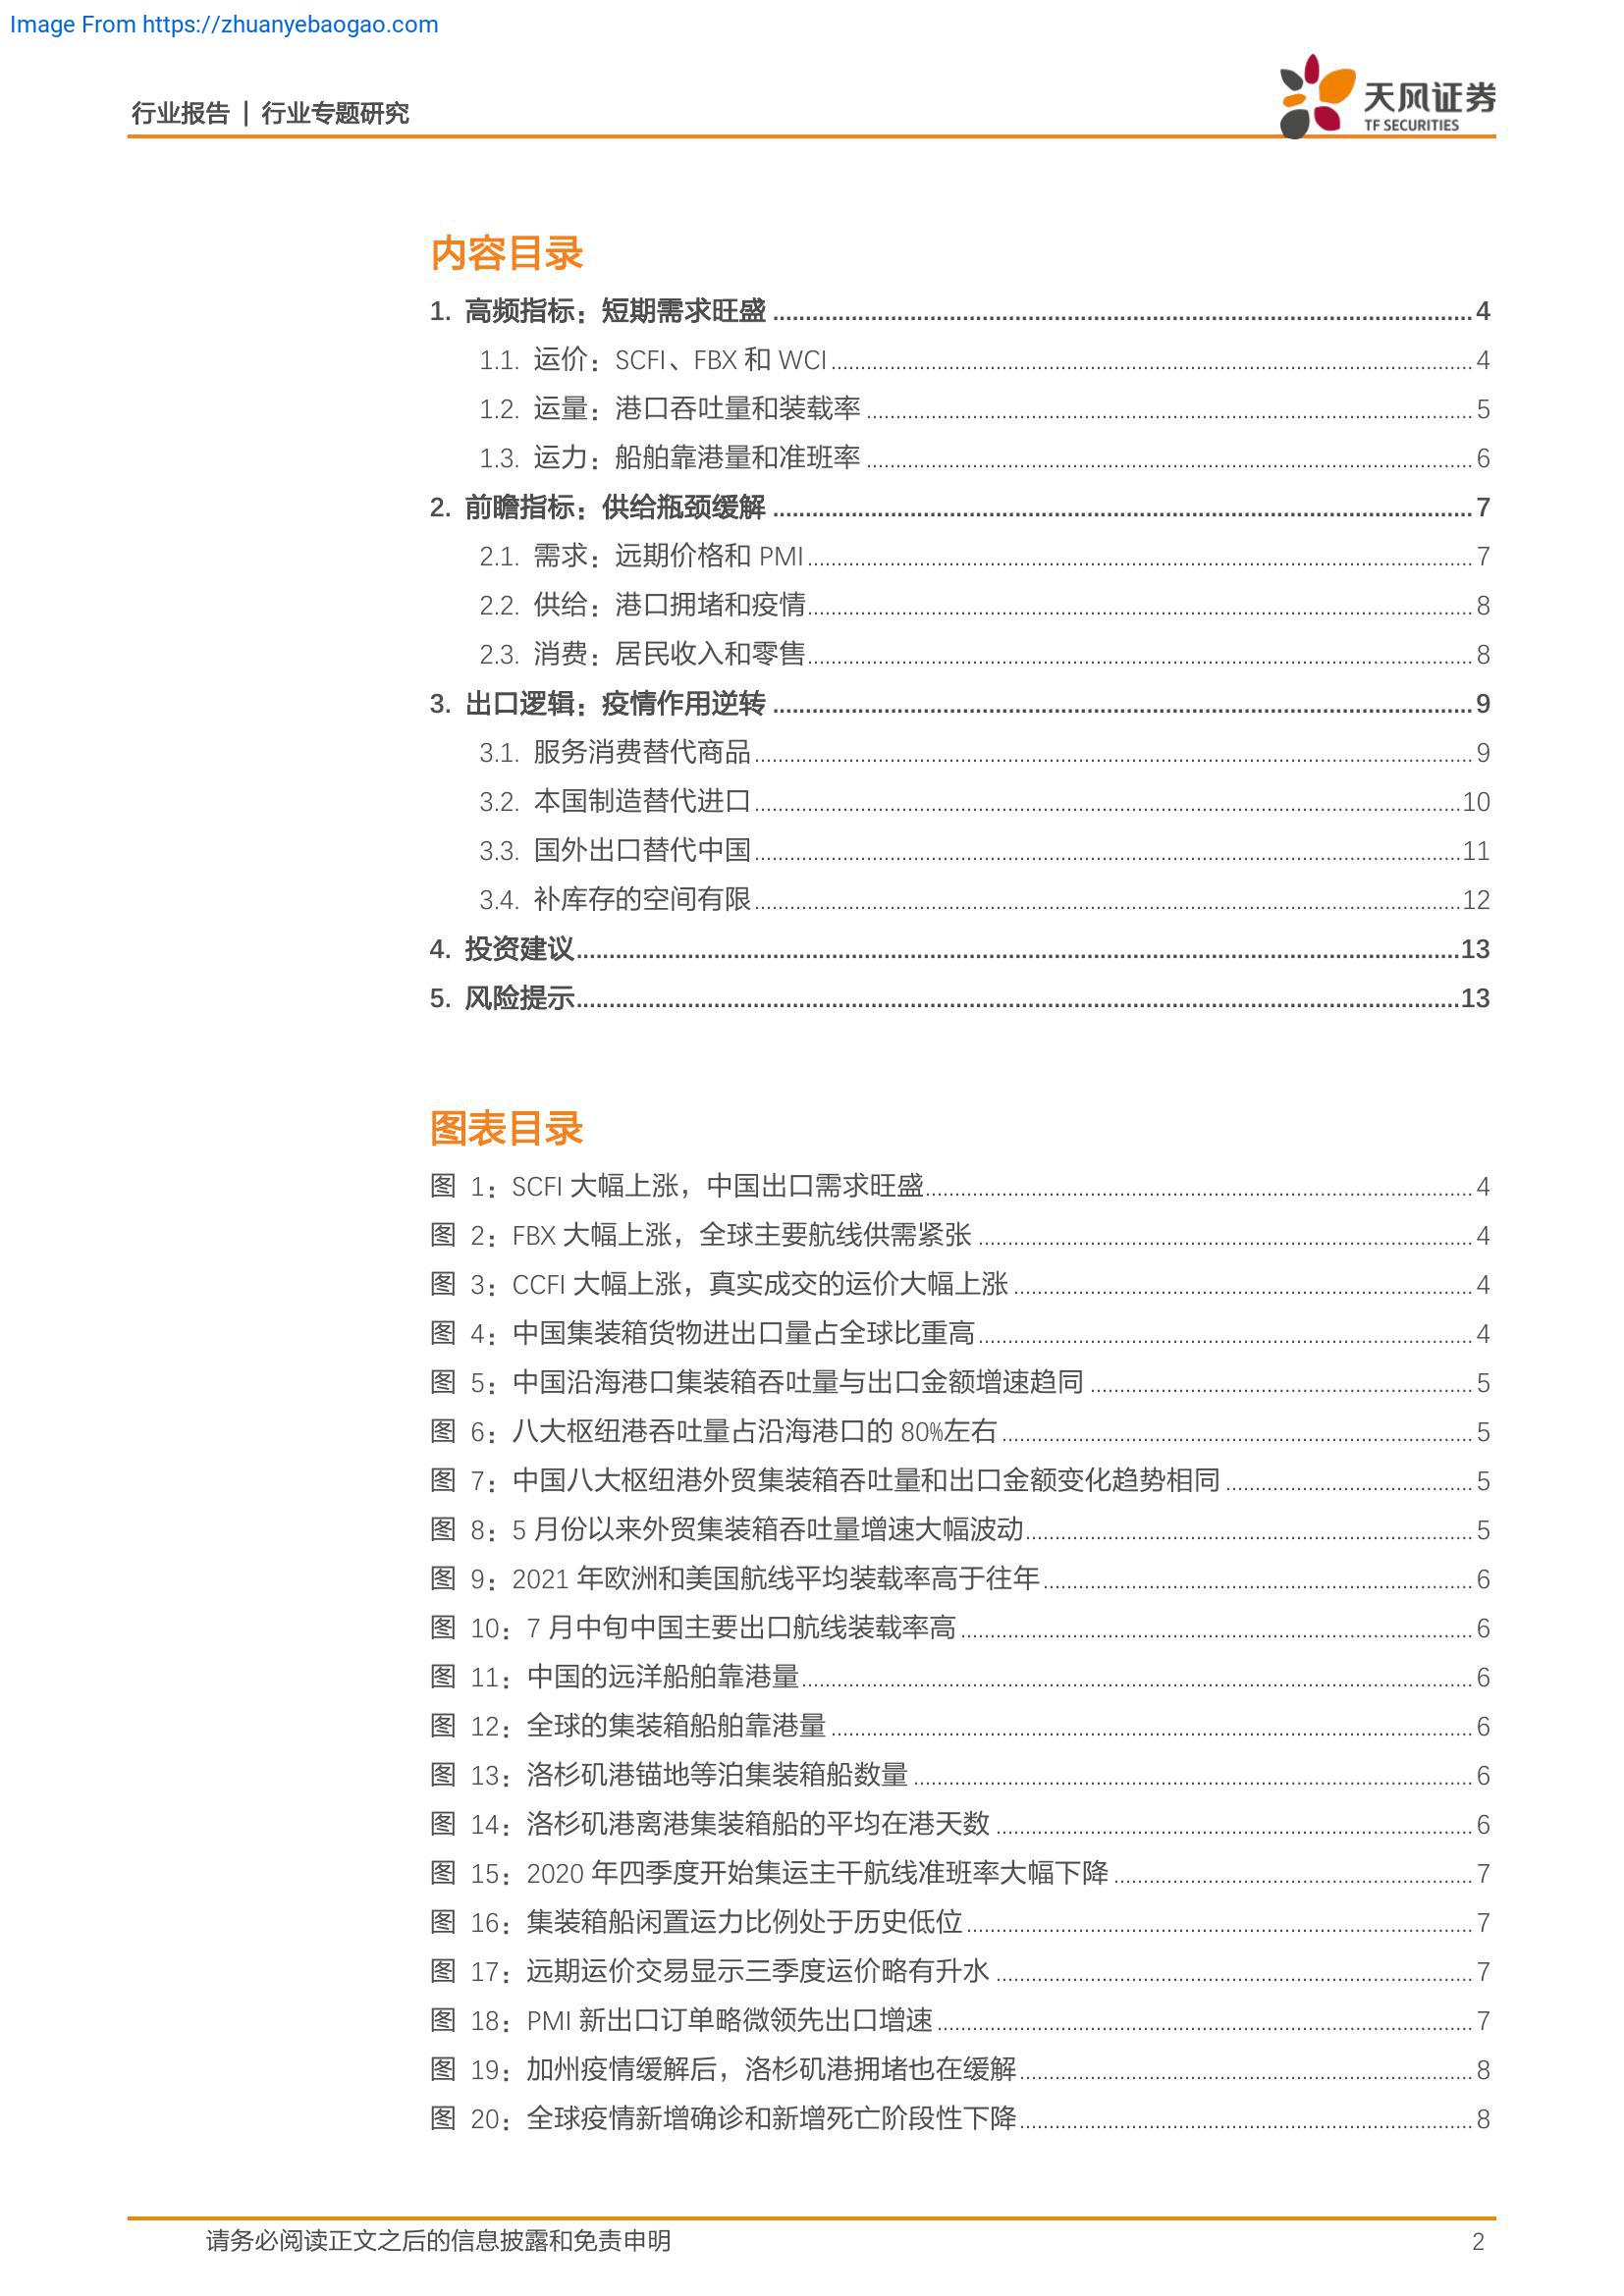 Image From https://zhuanyebaogao.com
行业报告 | 行业专题研究
天风证券
TF SECURITIES
内容目录
1. 高频指标：短期需求旺盛 4
1.1. 运价：SCFI、FBX 和 WCI 4
1.2. 运量：港口吞吐量和装载率 5
1.3. 运力：船舶靠港量和准班率 6
2. 前瞻指标：供给瓶颈缓解 7
2.1. 需求：远期价格和 PMI 7
2.2. 供给：港口拥堵和疫情 8
2.3. 消费：居民收入和零售 8
3. 出口逻辑：疫情作用逆转 9
3.1. 服务消费替代商品 9
3.2. 本国制造替代进口 10
3.3. 国外出口替代中国 11
3.4. 补库存的空间有限 12
4. 投资建议 13
5. 风险提示 13
图表目录
图 1：SCFI 大幅上涨，中国出口需求旺盛 4
图 2：FBX 大幅上涨，全球主要航线供需紧张 4
图 3：CCFI 大幅上涨，真实成交的运价大幅上涨 4
图 4：中国集装箱货物进出口量占全球比重高 4
图 5：中国沿海港口集装箱吞吐量与出口金额增速趋同 5
图 6：八大枢纽港吞吐量占沿海港口的 80%左右 5
图 7：中国八大枢纽港外贸集装箱吞吐量和出口金额变化趋势相同 5
图 8：5 月份以来外贸集装箱吞吐量增速大幅波动 5
图 9：2021 年欧洲和美国航线平均装载率高于往年 6
图 10：7 月中旬中国主要出口航线装载率高 6
图 11：中国的远洋船舶靠港量 6
图 12：全球的集装箱船舶靠港量 6
图 13：洛杉矶港锚地等泊集装箱船数量 6
图 14：洛杉矶港离港集装箱船的平均在港天数 6
图 15：2020 年四季度开始集运主干航线准班率大幅下降 7
图 16：集装箱船闲置运力比例处于历史低位 7
图 17：远期运价交易显示三季度运价略有升水 7
图 18：PMI 新出口订单略微领先出口增速 7
图 19：加州疫情缓解后，洛杉矶港拥堵也在缓解 8
图 20：全球疫情新增确诊和新增死亡阶段性下降 8
请务必阅读正文之后的信息披露和免责申明 2